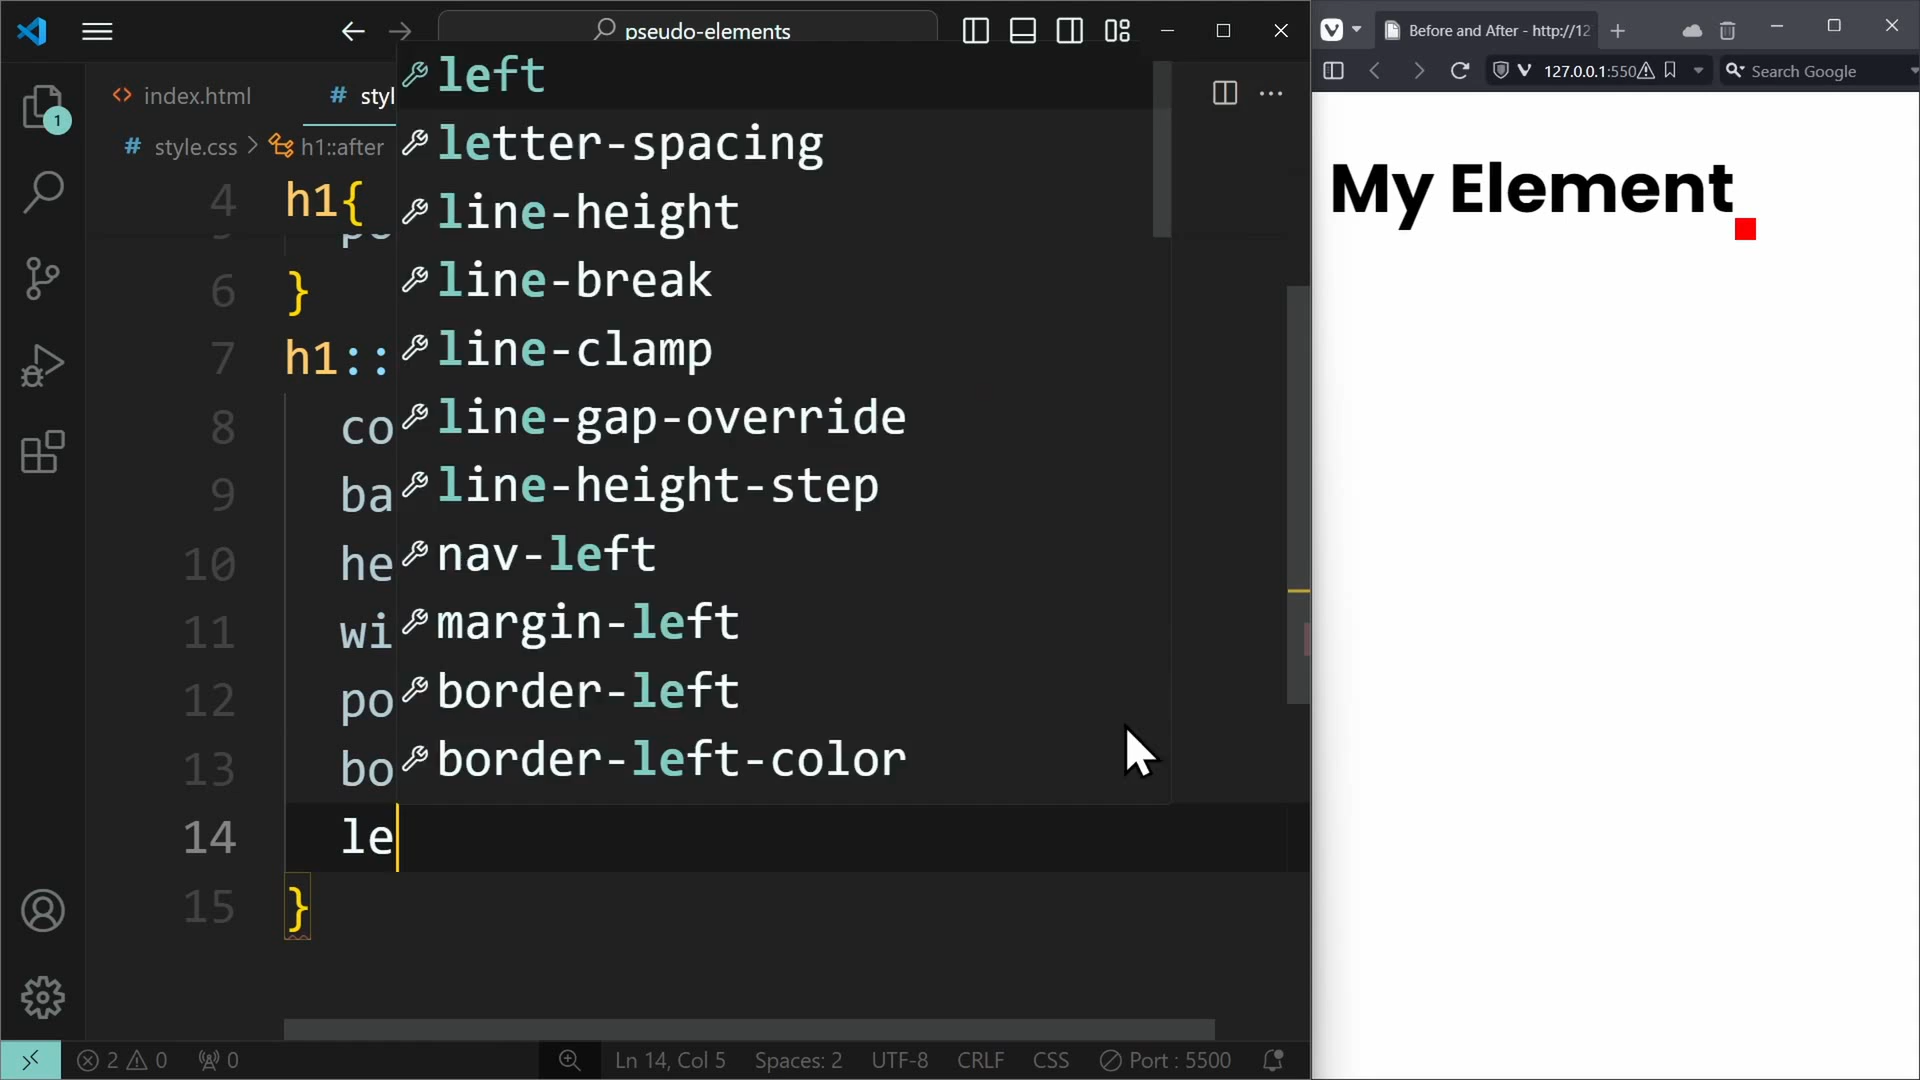 pseudo-elements
index.html
# styl
# style.css > h1::after
4 h1{
6 }
7 h1::
8 co
9 ba
10 he
11 wi
12 po
13 bo
14 le
15 }
left
letter-spacing
line-height
line-break
line-clamp
line-gap-override
line-height-step
nav-left
margin-left
border-left
border-left-color
1
2 0 0
Ln 14, Col 5 Spaces: 2 UTF-8 CRLF CSS Port : 5500
Before and After - http://12
127.0.0.1:550 Search Google
My Element